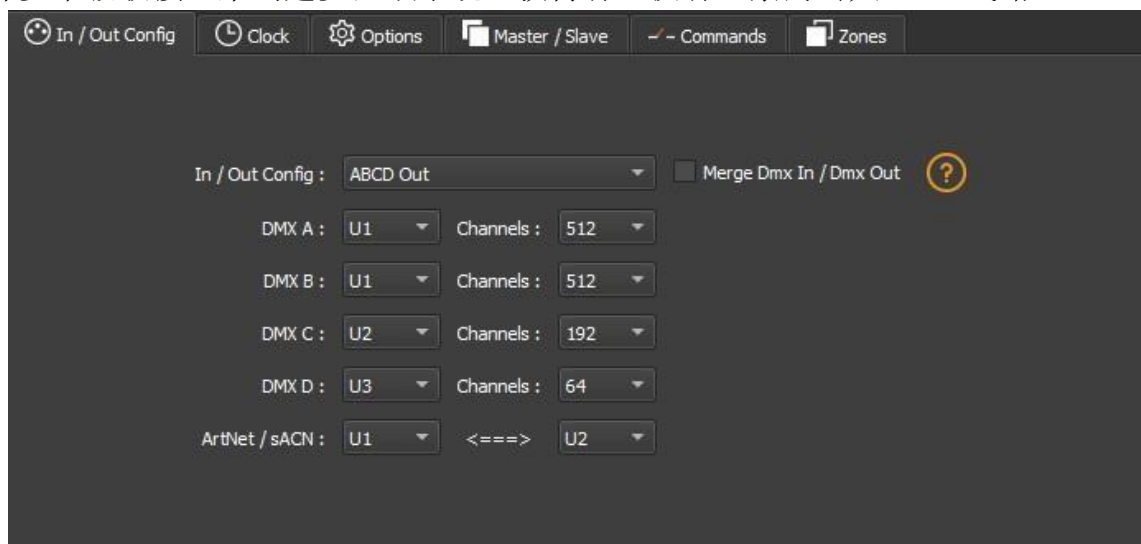 In / Out Config Clock Options Master / Slave Commands Zones
In / Out Config : ABCD Out Merge Dmx In / Dmx Out ?
DMX A : U1 Channels : 512
DMX B : U1 Channels : 512
DMX C : U2 Channels : 192
DMX D : U3 Channels : 64
ArtNet / sACN : U1 <===> U2